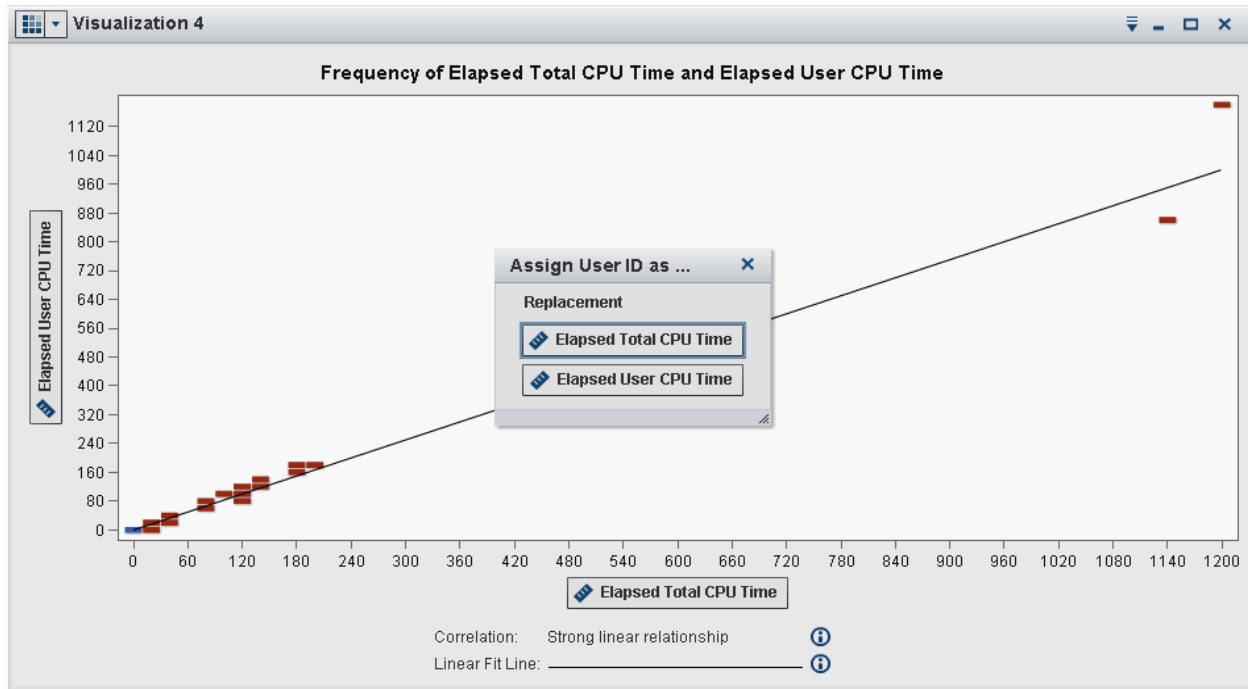 Visualization 4
Frequency of Elapsed Total CPU Time and Elapsed User CPU Time
1120
1040
960
880
800
720
640
560
480
400
320
240
160
80
0
Elapsed User CPU Time
Assign User ID as ...
Replacement
Elapsed Total CPU Time
Elapsed User CPU Time
0 60 120 180 240 300 360 420 480 540 600 660 720 780 840 900 960 1020 1080 1140 1200
Elapsed Total CPU Time
Correlation: Strong linear relationship
Linear Fit Line: